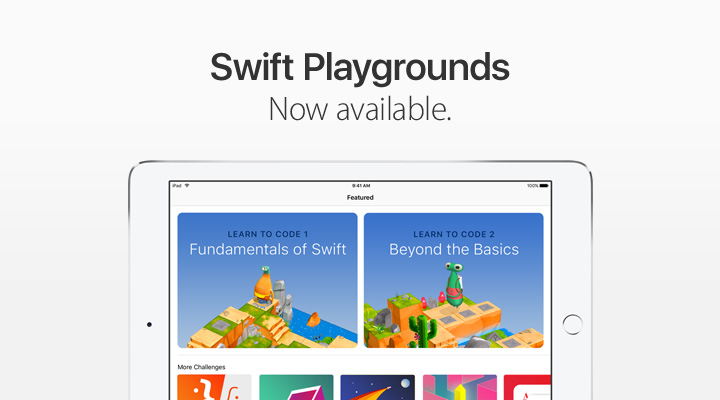 Swift Playgrounds
Now available.
iPad
9:41 AM
100%
Featured
LEARN TO CODE 1
Fundamentals of Swift
LEARN TO CODE 2
Beyond the Basics
More Challenges